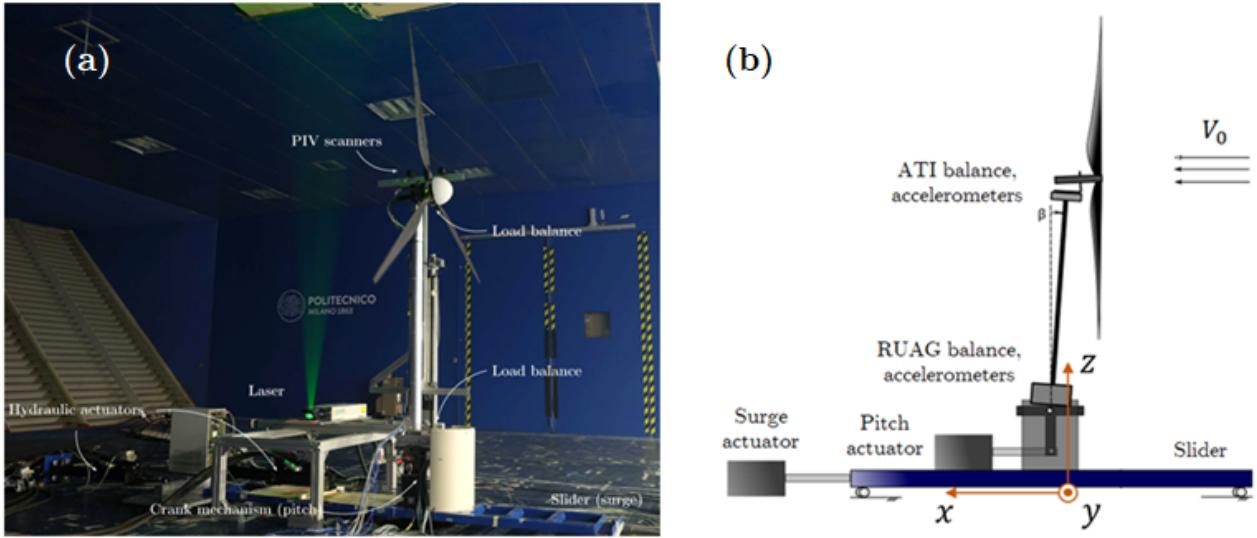 (a)
PIV scanners
Load balance
POLITECNICO
MILANO 1863
Load balance
Laser
Hydraulic actuators
Crank mechanism (pitch)
Slider (surge)
(b)
V0
ATI balance,
accelerometers
β
RUAG balance,
accelerometers
z
Surge
actuator
Pitch
actuator
Slider
x
y